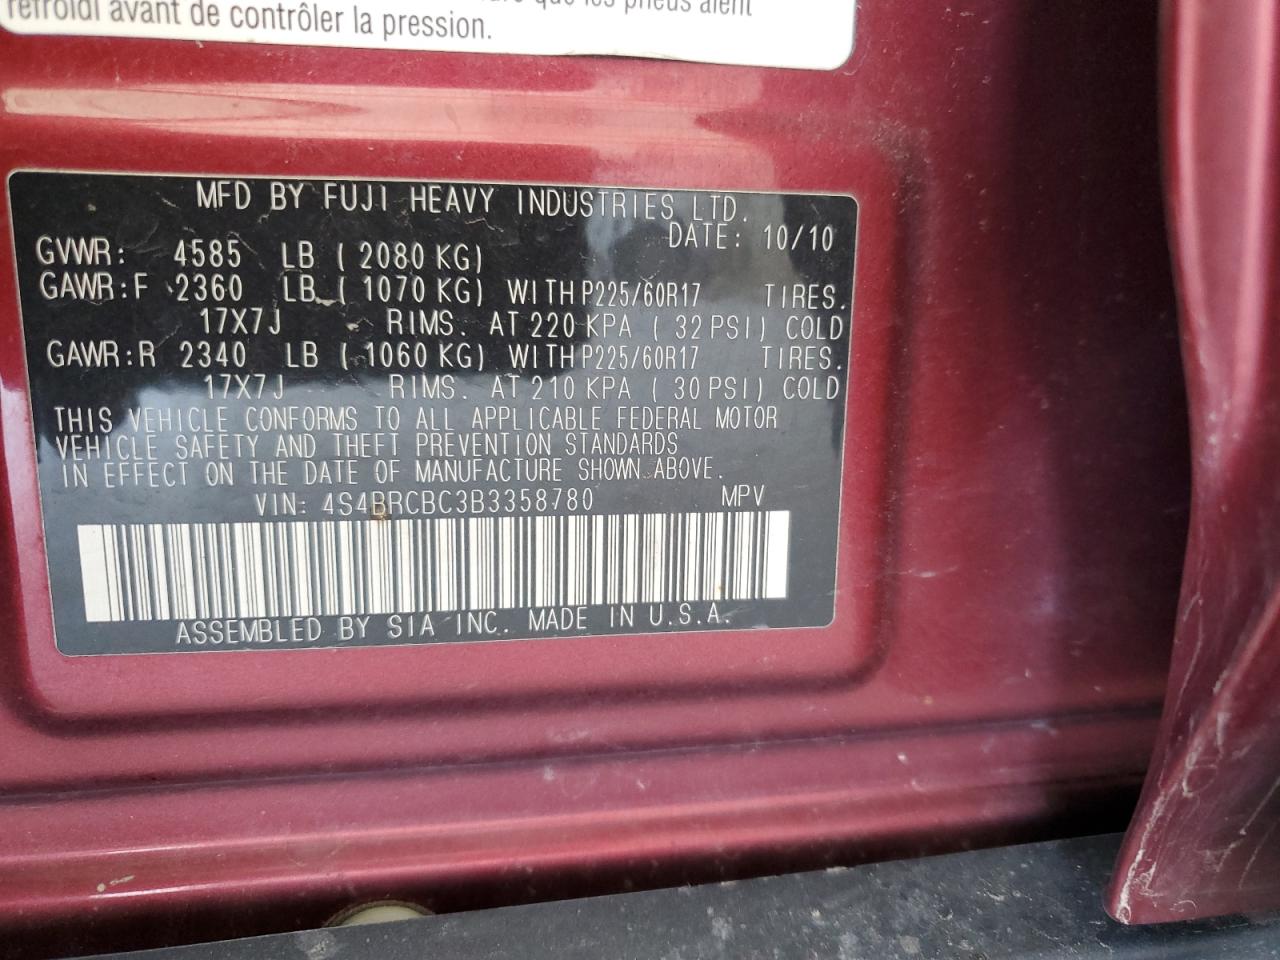 que les pneus aient
refroidi avant de contrôler la pression.
MFD BY FUJI HEAVY INDUSTRIES LTD.
DATE: 10/10
GVWR: 4585 LB ( 2080 KG)
GAWR:F 2360 LB ( 1070 KG) WITH P225/60R17 TIRES.
17X7J RIMS. AT 220 KPA ( 32 PSI) COLD
GAWR:R 2340 LB ( 1060 KG) WITH P225/60R17 TIRES.
17X7J RIMS. AT 210 KPA ( 30 PSI) COLD
THIS VEHICLE CONFORMS TO ALL APPLICABLE FEDERAL MOTOR
VEHICLE SAFETY AND THEFT PREVENTION STANDARDS
IN EFFECT ON THE DATE OF MANUFACTURE SHOWN ABOVE.
VIN: 4S4BRCBC3B3358780 MPV
ASSEMBLED BY SIA INC. MADE IN U.S.A.